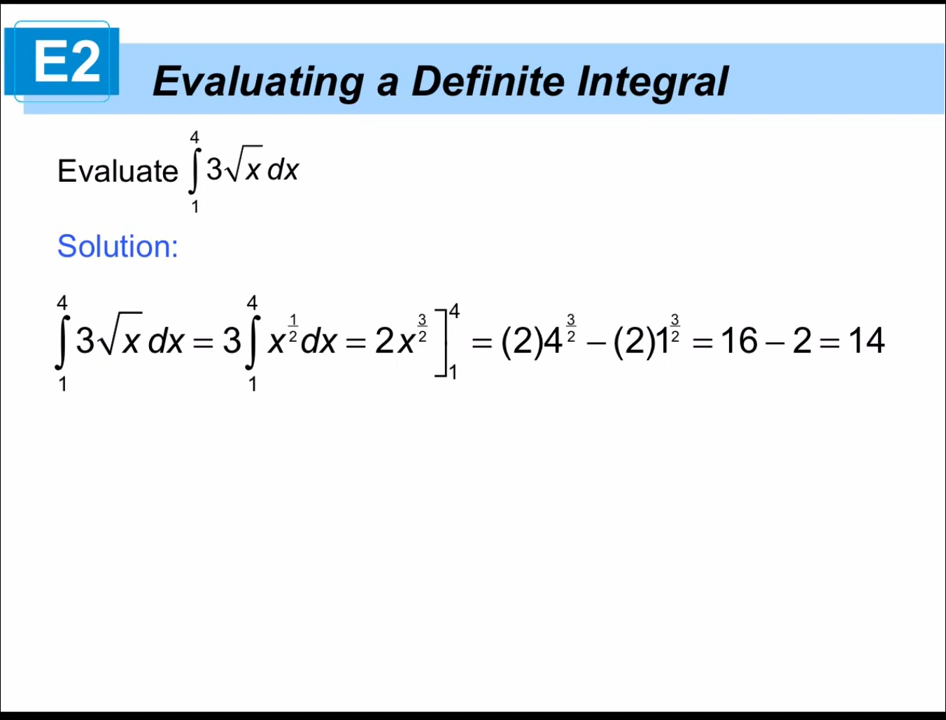 E2
Evaluating a Definite Integral
Evaluate ∫₁⁴ 3√x dx
Solution:
∫₁⁴ 3√x dx = 3∫₁⁴ x^(1/2) dx = 2x^(3/2) ]₁⁴ = (2)4^(3/2) − (2)1^(3/2) = 16 − 2 = 14